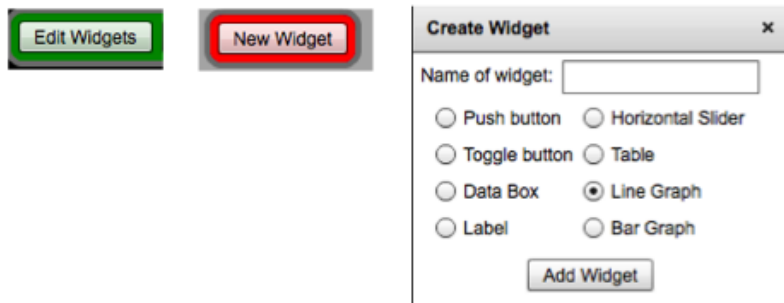 Edit Widgets
New Widget
Create Widget ×
Name of widget:
Push button Horizontal Slider
Toggle button Table
Data Box Line Graph
Label Bar Graph
Add Widget